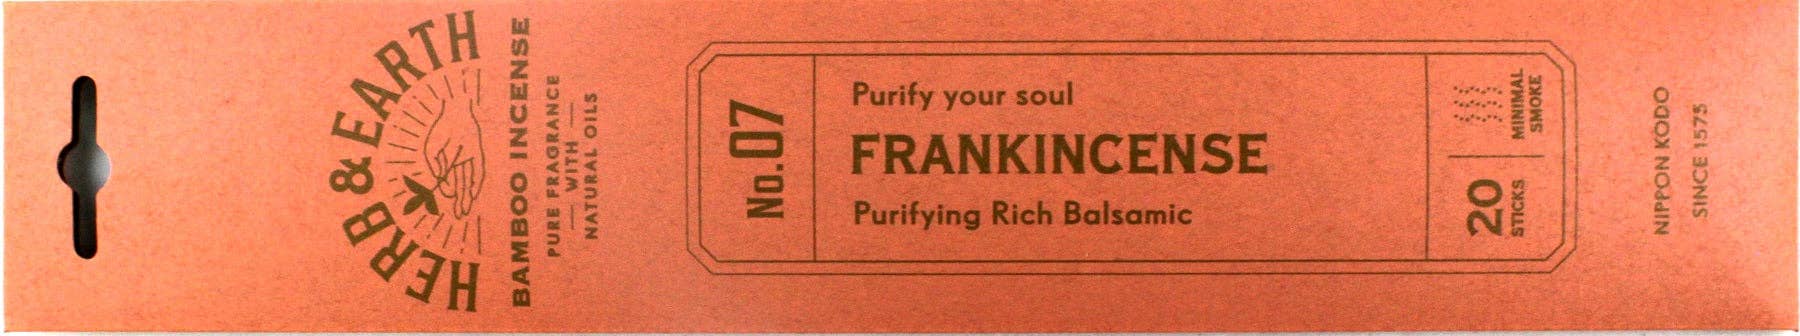 HERB & EARTH
BAMBOO INCENSE
PURE FRAGRANCE
WITH
NATURAL OILS
No.07
Purify your soul
FRANKINCENSE
Purifying Rich Balsamic
MINIMAL
SMOKE
20
STICKS
NIPPON KODO
SINCE 1575